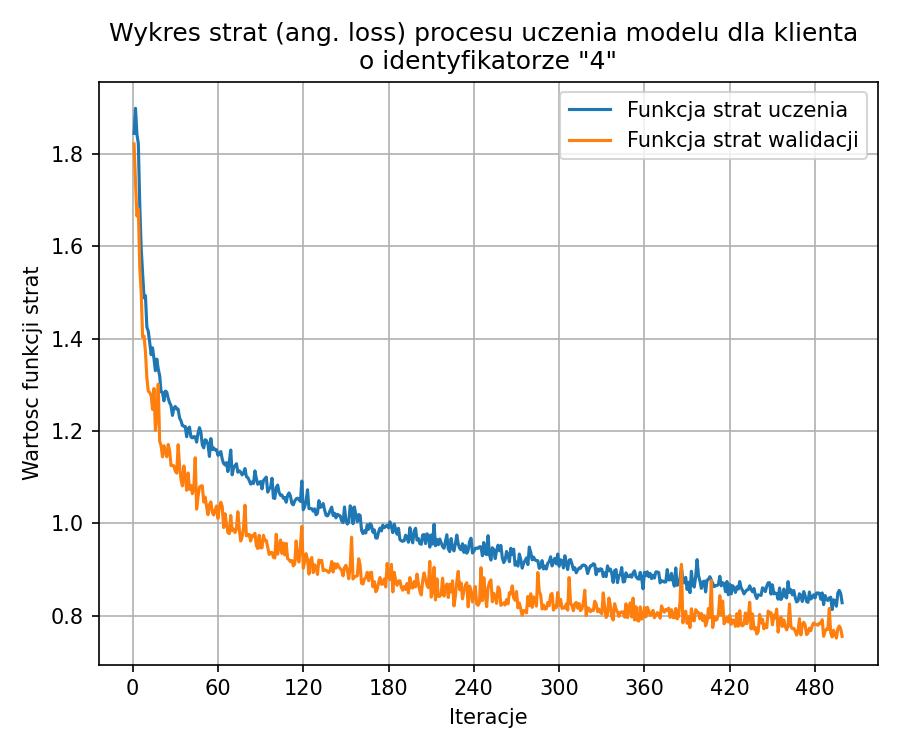 Wykres strat (ang. loss) procesu uczenia modelu dla klienta
o identyfikatorze "4"
Funkcja strat uczenia
Funkcja strat walidacji
Wartosc funkcji strat
1.8
1.6
1.4
1.2
1.0
0.8
0 60 120 180 240 300 360 420 480
Iteracje